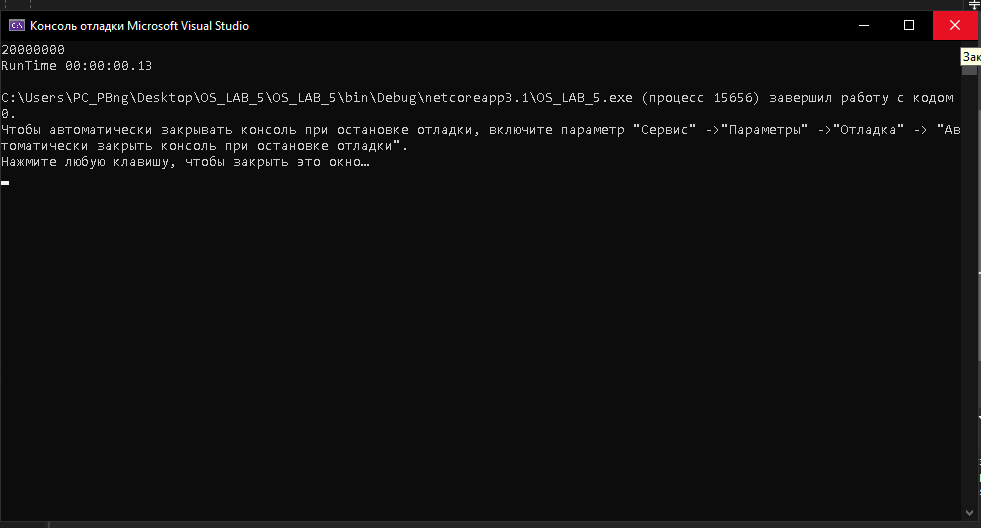 Консоль отладки Microsoft Visual Studio
20000000
RunTime 00:00:00.13
Зак
C:\Users\PC_PBng\Desktop\OS_LAB_5\OS_LAB_5\bin\Debug\netcoreapp3.1\OS_LAB_5.exe (процесс 15656) завершил работу с кодом
0.
Чтобы автоматически закрывать консоль при остановке отладки, включите параметр "Сервис" ->"Параметры" ->"Отладка" -> "Ав
томатически закрыть консоль при остановке отладки".
Нажмите любую клавишу, чтобы закрыть это окно…